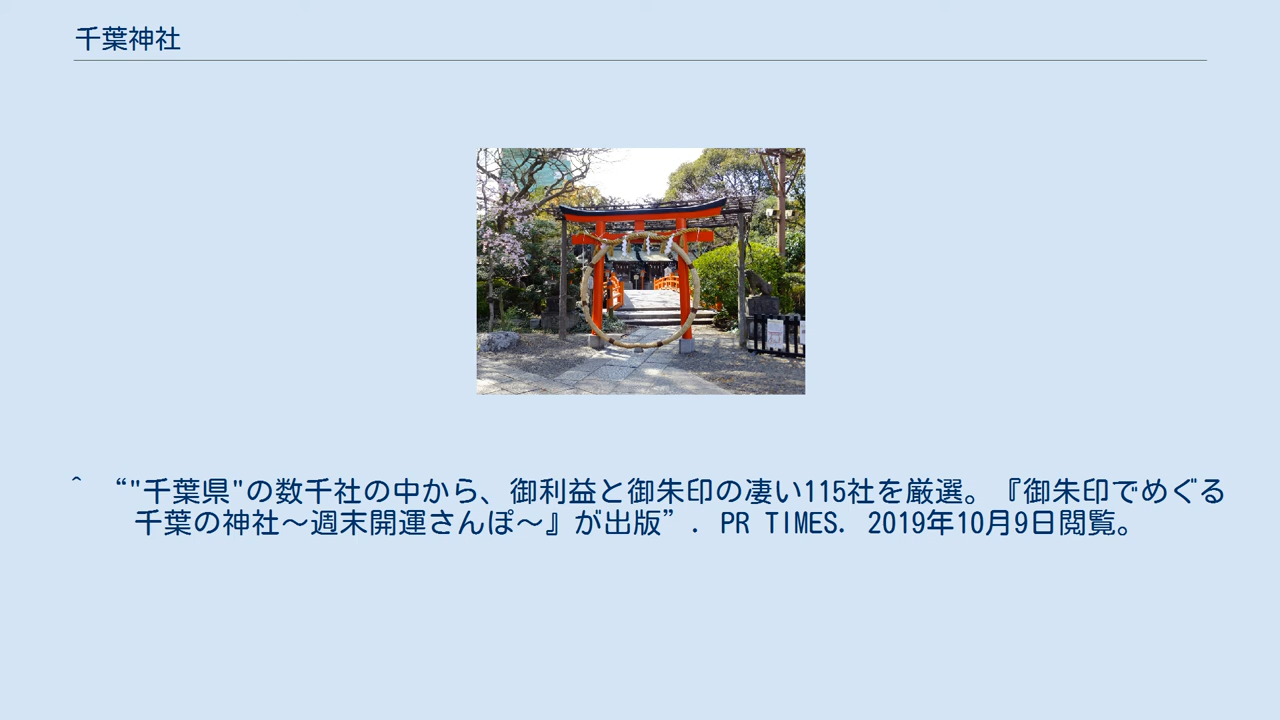 千葉神社
^ “"千葉県"の数千社の中から、御利益と御朱印の凄い115社を厳選。『御朱印でめぐる
千葉の神社～週末開運さんぽ～』が出版”. PR TIMES. 2019年10月9日閲覧。